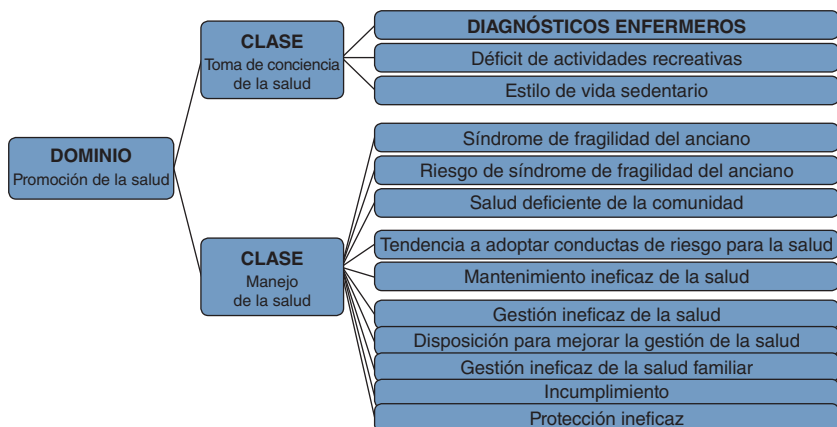 DOMINIO
Promoción de la salud
CLASE
Toma de conciencia
de la salud
DIAGNÓSTICOS ENFERMEROS
Déficit de actividades recreativas
Estilo de vida sedentario
CLASE
Manejo
de la salud
Síndrome de fragilidad del anciano
Riesgo de síndrome de fragilidad del anciano
Salud deficiente de la comunidad
Tendencia a adoptar conductas de riesgo para la salud
Mantenimiento ineficaz de la salud
Gestión ineficaz de la salud
Disposición para mejorar la gestión de la salud
Gestión ineficaz de la salud familiar
Incumplimiento
Protección ineficaz